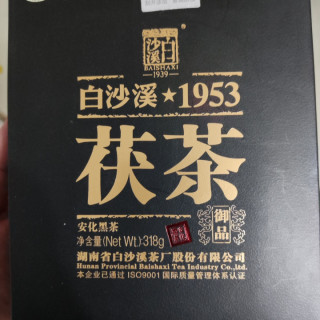 白沙溪
®
BAISHAXI
1939
白沙溪★1953
茯茶
御品
安化黑茶
净含量(Net Wt.):318g
湖南省白沙溪茶厂股份有限公司
Hunan Provincial Baishaxi Tea Industry Co.,Ltd.
本企业已通过ISO9001国际质量管理体系认证